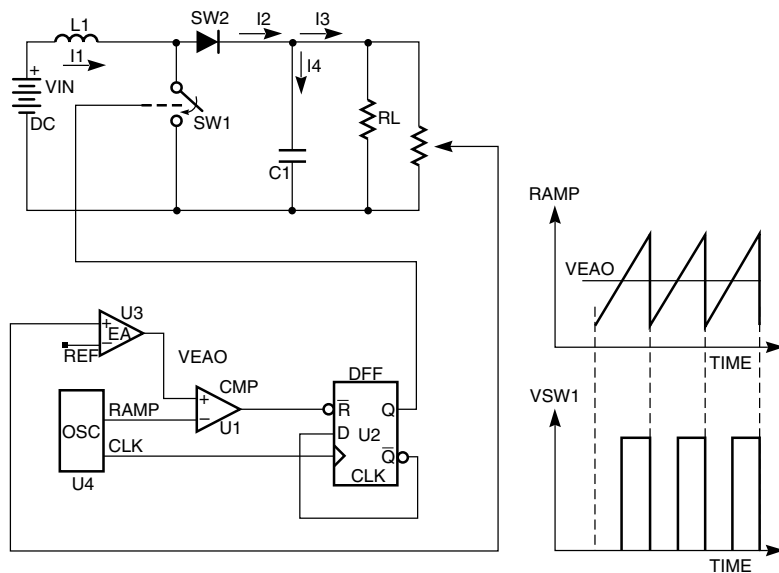 L1
SW2
I2
I3
I1
I4
+
VIN
DC
SW1
RL
C1
RAMP
VEAO
TIME
U3
+
EA
−
REF
VEAO
DFF
CMP
+
−
U1
R̅
Q
D
U2
Q̅
CLK
OSC
RAMP
CLK
U4
VSW1
TIME